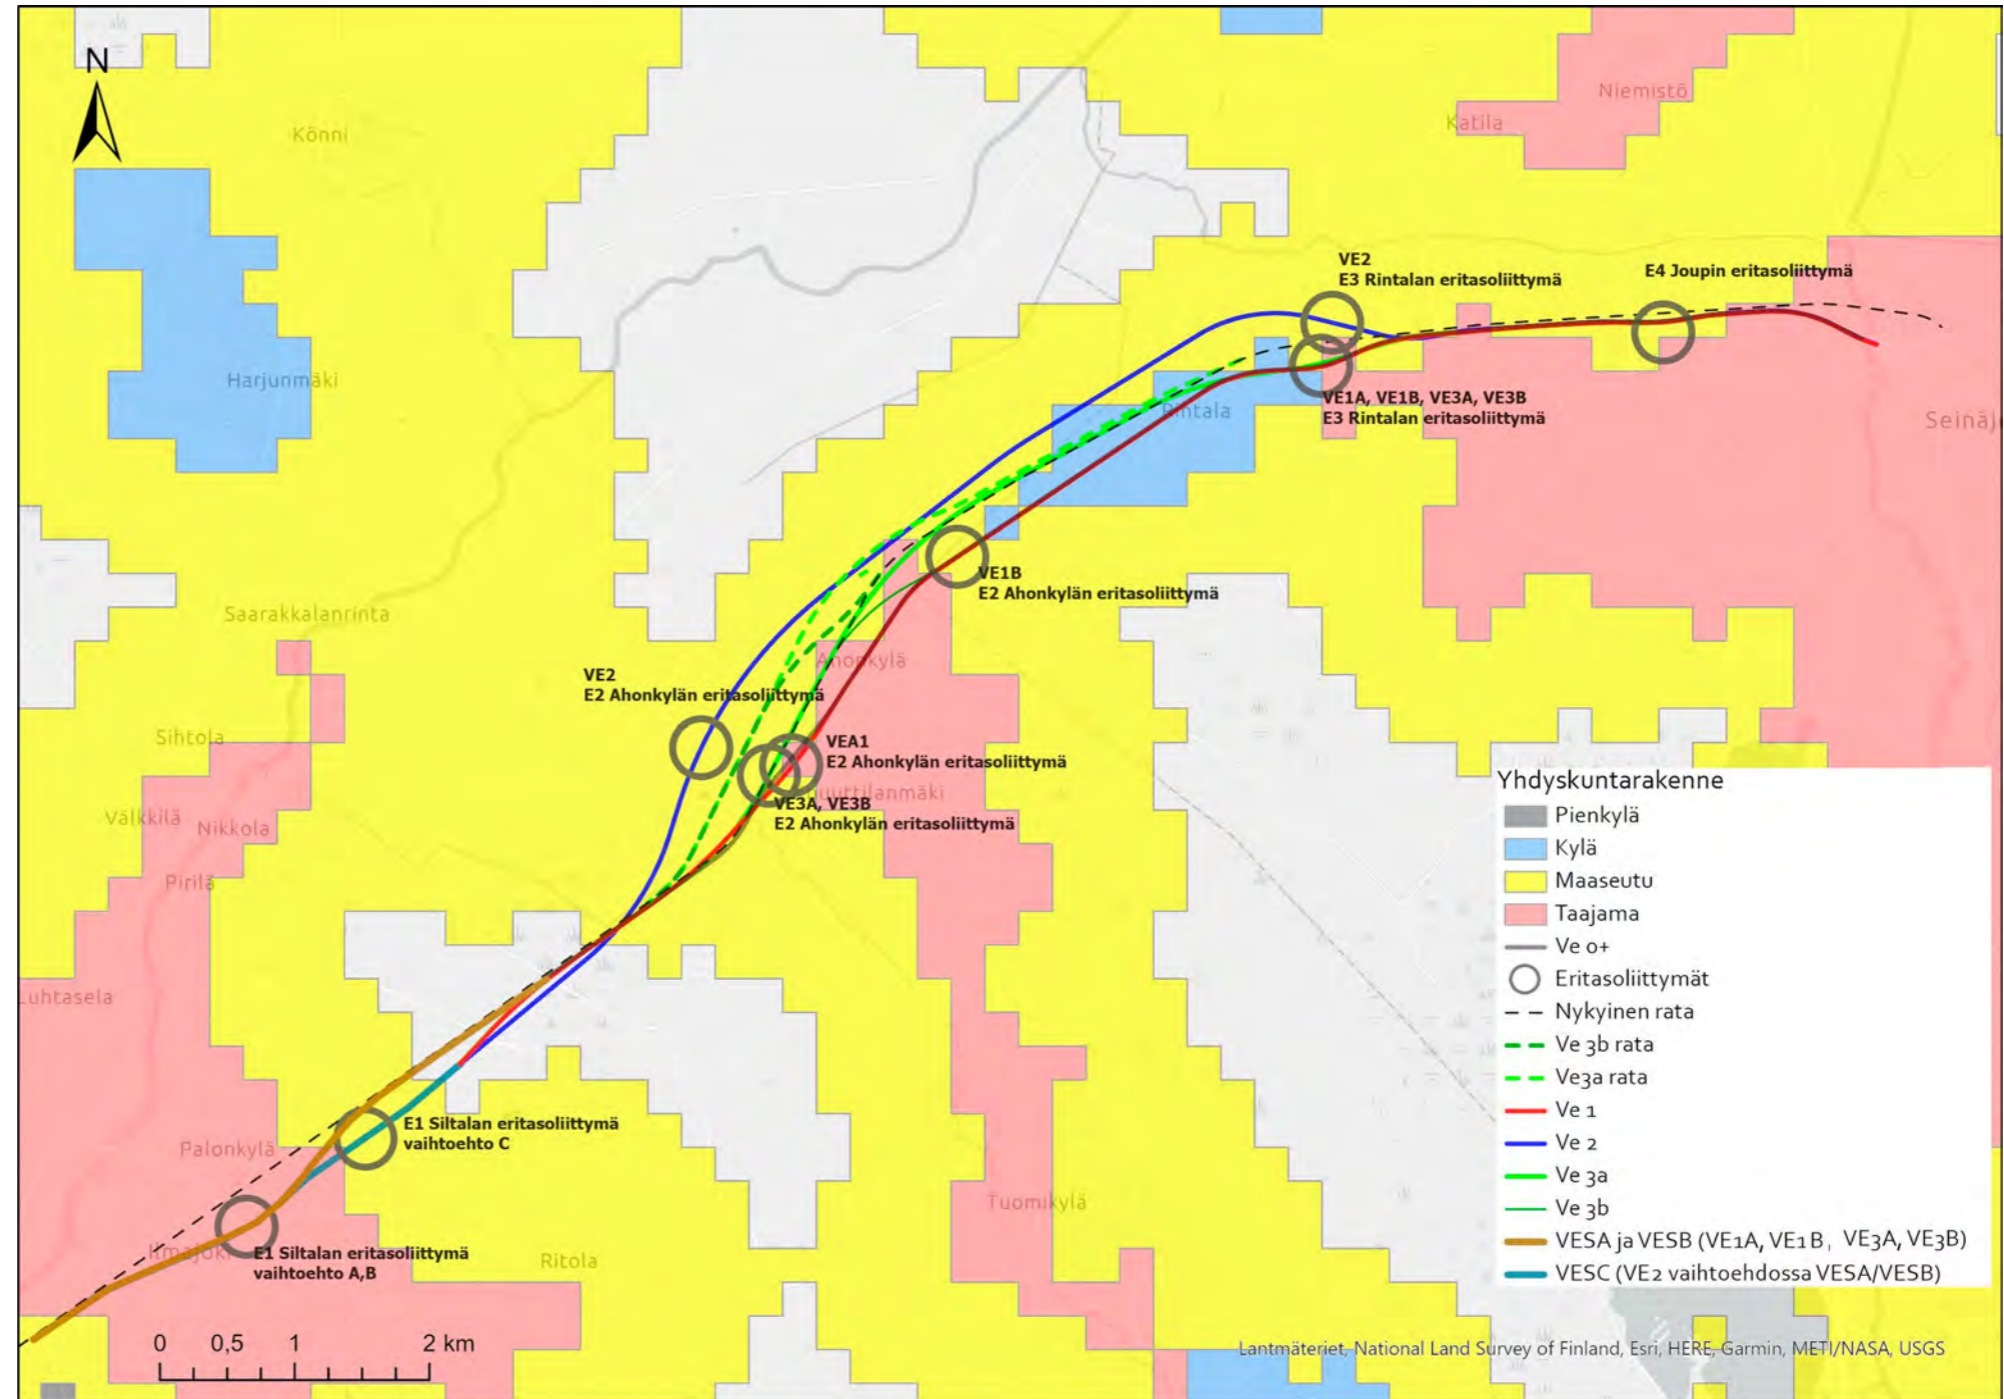 N
Niemistö
Katila
Könni
VE2
E3 Rintalan eritasoliittymä
E4 Joupin eritasoliittymä
Harjunmäki
VE1A, VE1B, VE3A, VE3B
E3 Rintalan eritasoliittymä
Rintala
VE1B
E2 Ahonkylän eritasoliittymä
Saarakkalanrinta
Ahonkylä
VE2
E2 Ahonkylän eritasoliittymä
Sihtola
VEA1
E2 Ahonkylän eritasoliittymä
VE3A, VE3B
E2 Ahonkylän eritasoliittymä
Välkkilä
Nikkola
Pirilä
Luhtasela
E1 Siltalan eritasoliittymä
vaihtoehto C
Palonkylä
Tuomikylä
Ilmajoki
E1 Siltalan eritasoliittymä
vaihtoehto A,B
Ritola
Yhdyskuntarakenne
Pienkylä
Kylä
Maaseutu
Taajama
Ve 0+
Eritasoliittymät
Nykyinen rata
Ve 3b rata
Ve3a rata
Ve 1
Ve 2
Ve 3a
Ve 3b
VESA ja VESB (VE1A, VE1B, VE3A, VE3B)
VESC (VE2 vaihtoehdossa VESA/VESB)
0 0,5 1 2 km
Lantmäteriet, National Land Survey of Finland, Esri, HERE, Garmin, METI/NASA, USGS